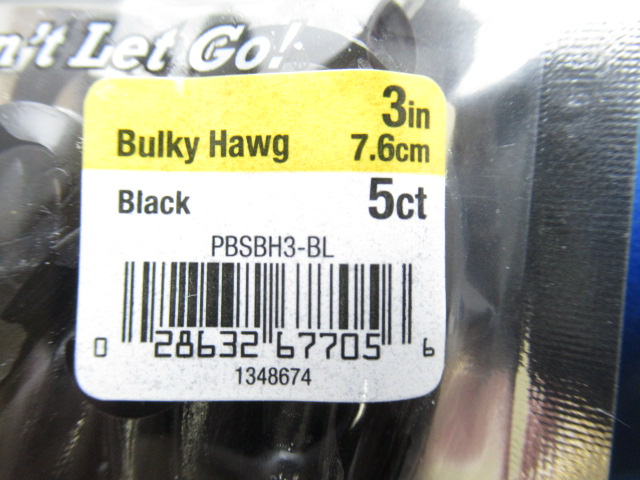 n't Let Go!
3in
Bulky Hawg 7.6cm
Black 5ct
PBSBH3-BL
0 28632 67705 6
1348674